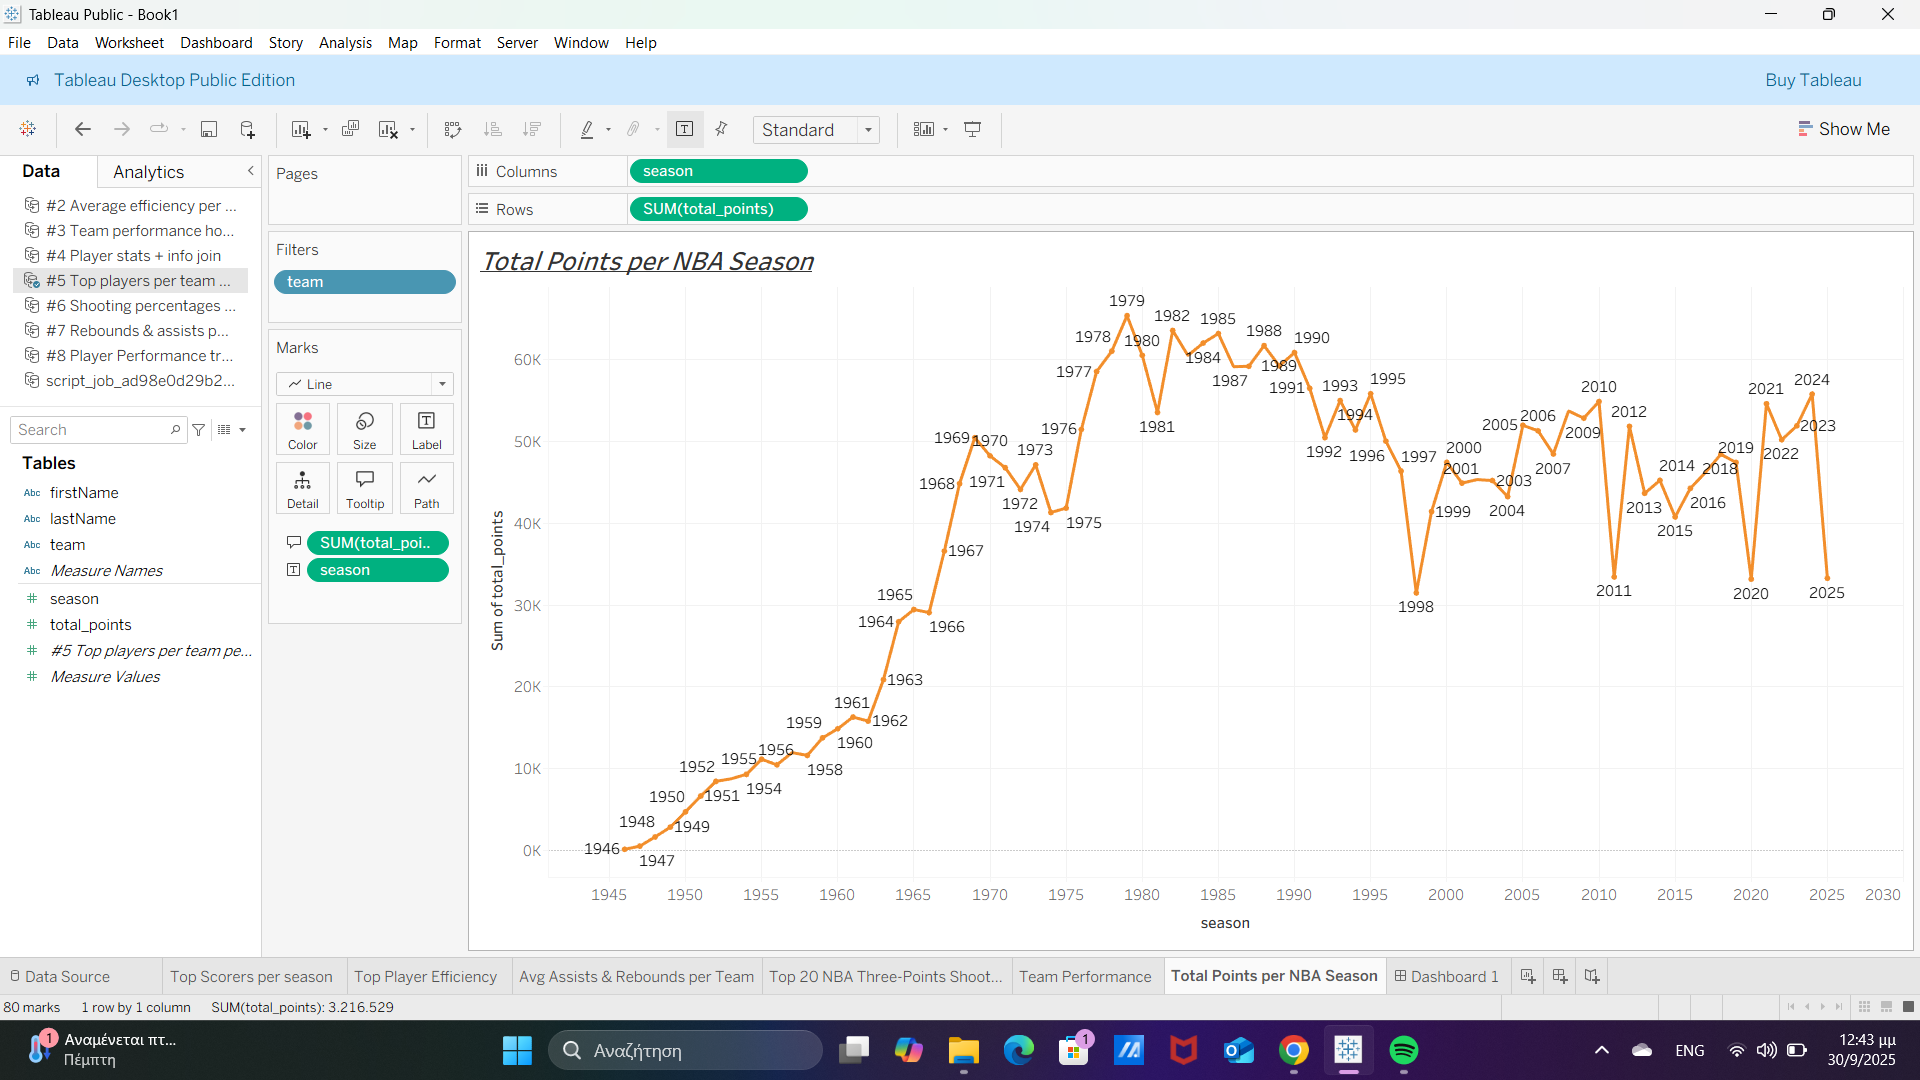 Tableau Public - Book1
File Data Worksheet Dashboard Story Analysis Map Format Server Window Help
Tableau Desktop Public Edition
Buy Tableau
Standard
Show Me
Data
Analytics
#2 Average efficiency per ...
#3 Team performance ho...
#4 Player stats + info join
#5 Top players per team ...
#6 Shooting percentages ...
#7 Rebounds & assists p...
#8 Player Performance tr...
script_job_ad98e0d29b2...
Search
Tables
Abc firstName
Abc lastName
Abc team
Abc Measure Names
# season
# total_points
# #5 Top players per team pe...
# Measure Values
Pages
Filters
team
Marks
Line
Color
Size
T
Label
Detail
Tooltip
Path
SUM(total_poi..
T season
Columns
season
Rows
SUM(total_points)
Total Points per NBA Season
Sum of total_points
60K
50K
40K
30K
20K
10K
0K
1946
1947
1948
1949
1950
1951
1952
1954
1955
1956
1958
1959
1960
1961
1962
1963
1964
1965
1966
1967
1968
1969
1970
1971
1972
1973
1974
1975
1976
1977
1978
1979
1980
1981
1982
1984
1985
1987
1988
1989
1990
1991
1992
1993
1994
1995
1996
1997
1998
1999
2000
2001
2003
2004
2005
2006
2007
2009
2010
2011
2012
2013
2014
2015
2016
2018
2019
2020
2021
2022
2023
2024
2025
1945 1950 1955 1960 1965 1970 1975 1980 1985 1990 1995 2000 2005 2010 2015 2020 2025 2030
season
Data Source
Top Scorers per season
Top Player Efficiency
Avg Assists & Rebounds per Team
Top 20 NBA Three-Points Shoot...
Team Performance
Total Points per NBA Season
Dashboard 1
80 marks 1 row by 1 column SUM(total_points): 3.216.529
1
Αναμένεται πτ...
Πέμπτη
Αναζήτηση
1
ENG
12:43 μμ
30/9/2025